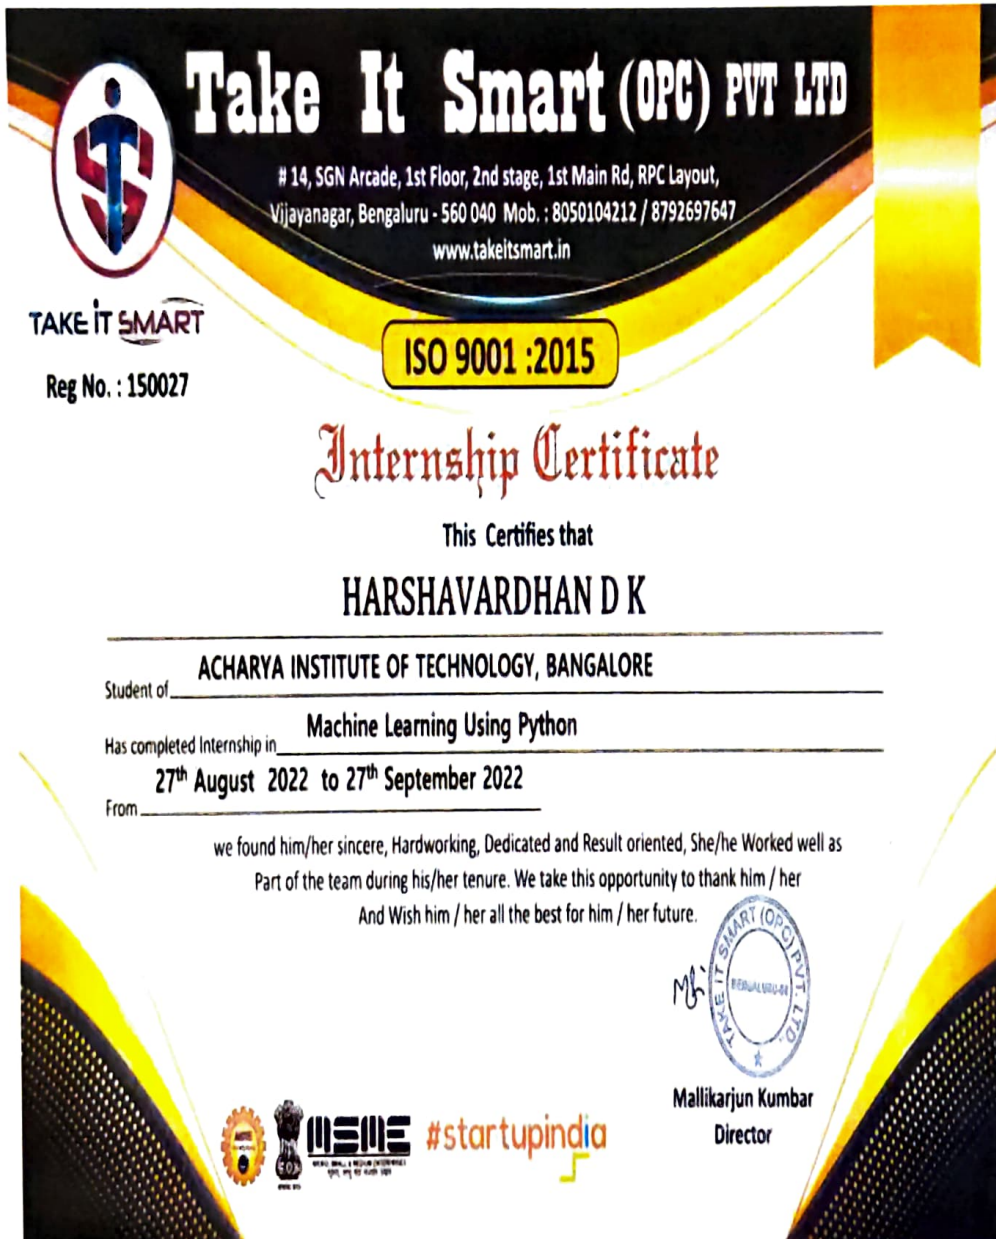 Take It Smart (OPC) PVT LTD
# 14, SGN Arcade, 1st Floor, 2nd stage, 1st Main Rd, RPC Layout,
Vijayanagar, Bengaluru - 560 040 Mob. : 8050104212 / 8792697647
www.takeitsmart.in
TAKE iT SMART
Reg No. : 150027
ISO 9001 :2015
Internship Certificate
This Certifies that
HARSHAVARDHAN D K
Student of ACHARYA INSTITUTE OF TECHNOLOGY, BANGALORE
Has completed Internship in Machine Learning Using Python
From 27th August 2022 to 27th September 2022
we found him/her sincere, Hardworking, Dedicated and Result oriented, She/he Worked well as
Part of the team during his/her tenure. We take this opportunity to thank him / her
And Wish him / her all the best for him / her future.
TAKE IT SMART (OPC) PVT. LTD.
Mallikarjun Kumbar
Director
MSME
#startupindia